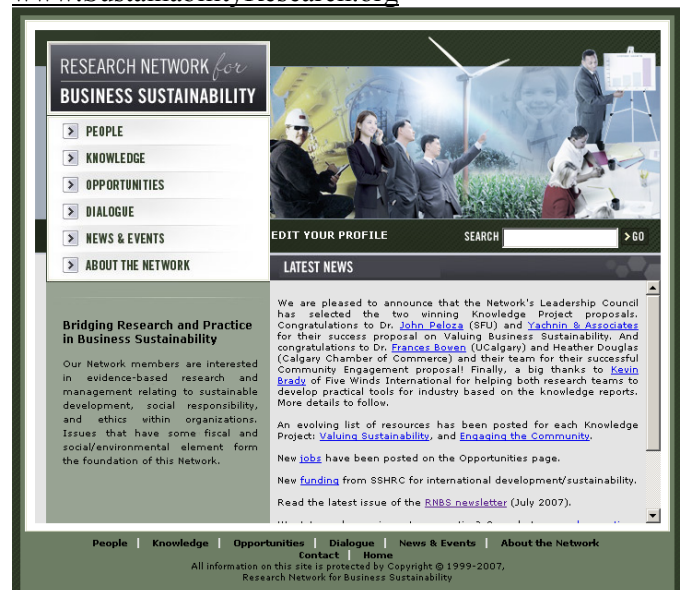 www.SustainabilityResearch.org
RESEARCH NETWORK for
BUSINESS SUSTAINABILITY
PEOPLE
KNOWLEDGE
OPPORTUNITIES
DIALOGUE
NEWS & EVENTS
ABOUT THE NETWORK
EDIT YOUR PROFILE
SEARCH
GO
LATEST NEWS
Bridging Research and Practice
in Business Sustainability
Our Network members are interested
in evidence-based research and
management relating to sustainable
development, social responsibility,
and ethics within organizations.
Issues that have some fiscal and
social/environmental element form
the foundation of this Network.
We are pleased to announce that the Network's Leadership Council
has selected the two winning Knowledge Project proposals.
Congratulations to Dr. John Peloza (SFU) and Yachnin & Associates
for their success proposal on Valuing Business Sustainability. And
congratulations to Dr. Frances Bowen (UCalgary) and Heather Douglas
(Calgary Chamber of Commerce) and their team for their successful
Community Engagement proposal! Finally, a big thanks to Kevin
Brady of Five Winds International for helping both research teams to
develop practical tools for industry based on the knowledge reports.
More details to follow.
An evolving list of resources has been posted for each Knowledge
Project: Valuing Sustainability, and Engaging the Community.
New jobs have been posted on the Opportunities page.
New funding from SSHRC for international development/sustainability.
Read the latest issue of the RNBS newsletter (July 2007).
People | Knowledge | Opportunities | Dialogue | News & Events | About the Network
Contact | Home
All information on this site is protected by Copyright © 1999-2007,
Research Network for Business Sustainability